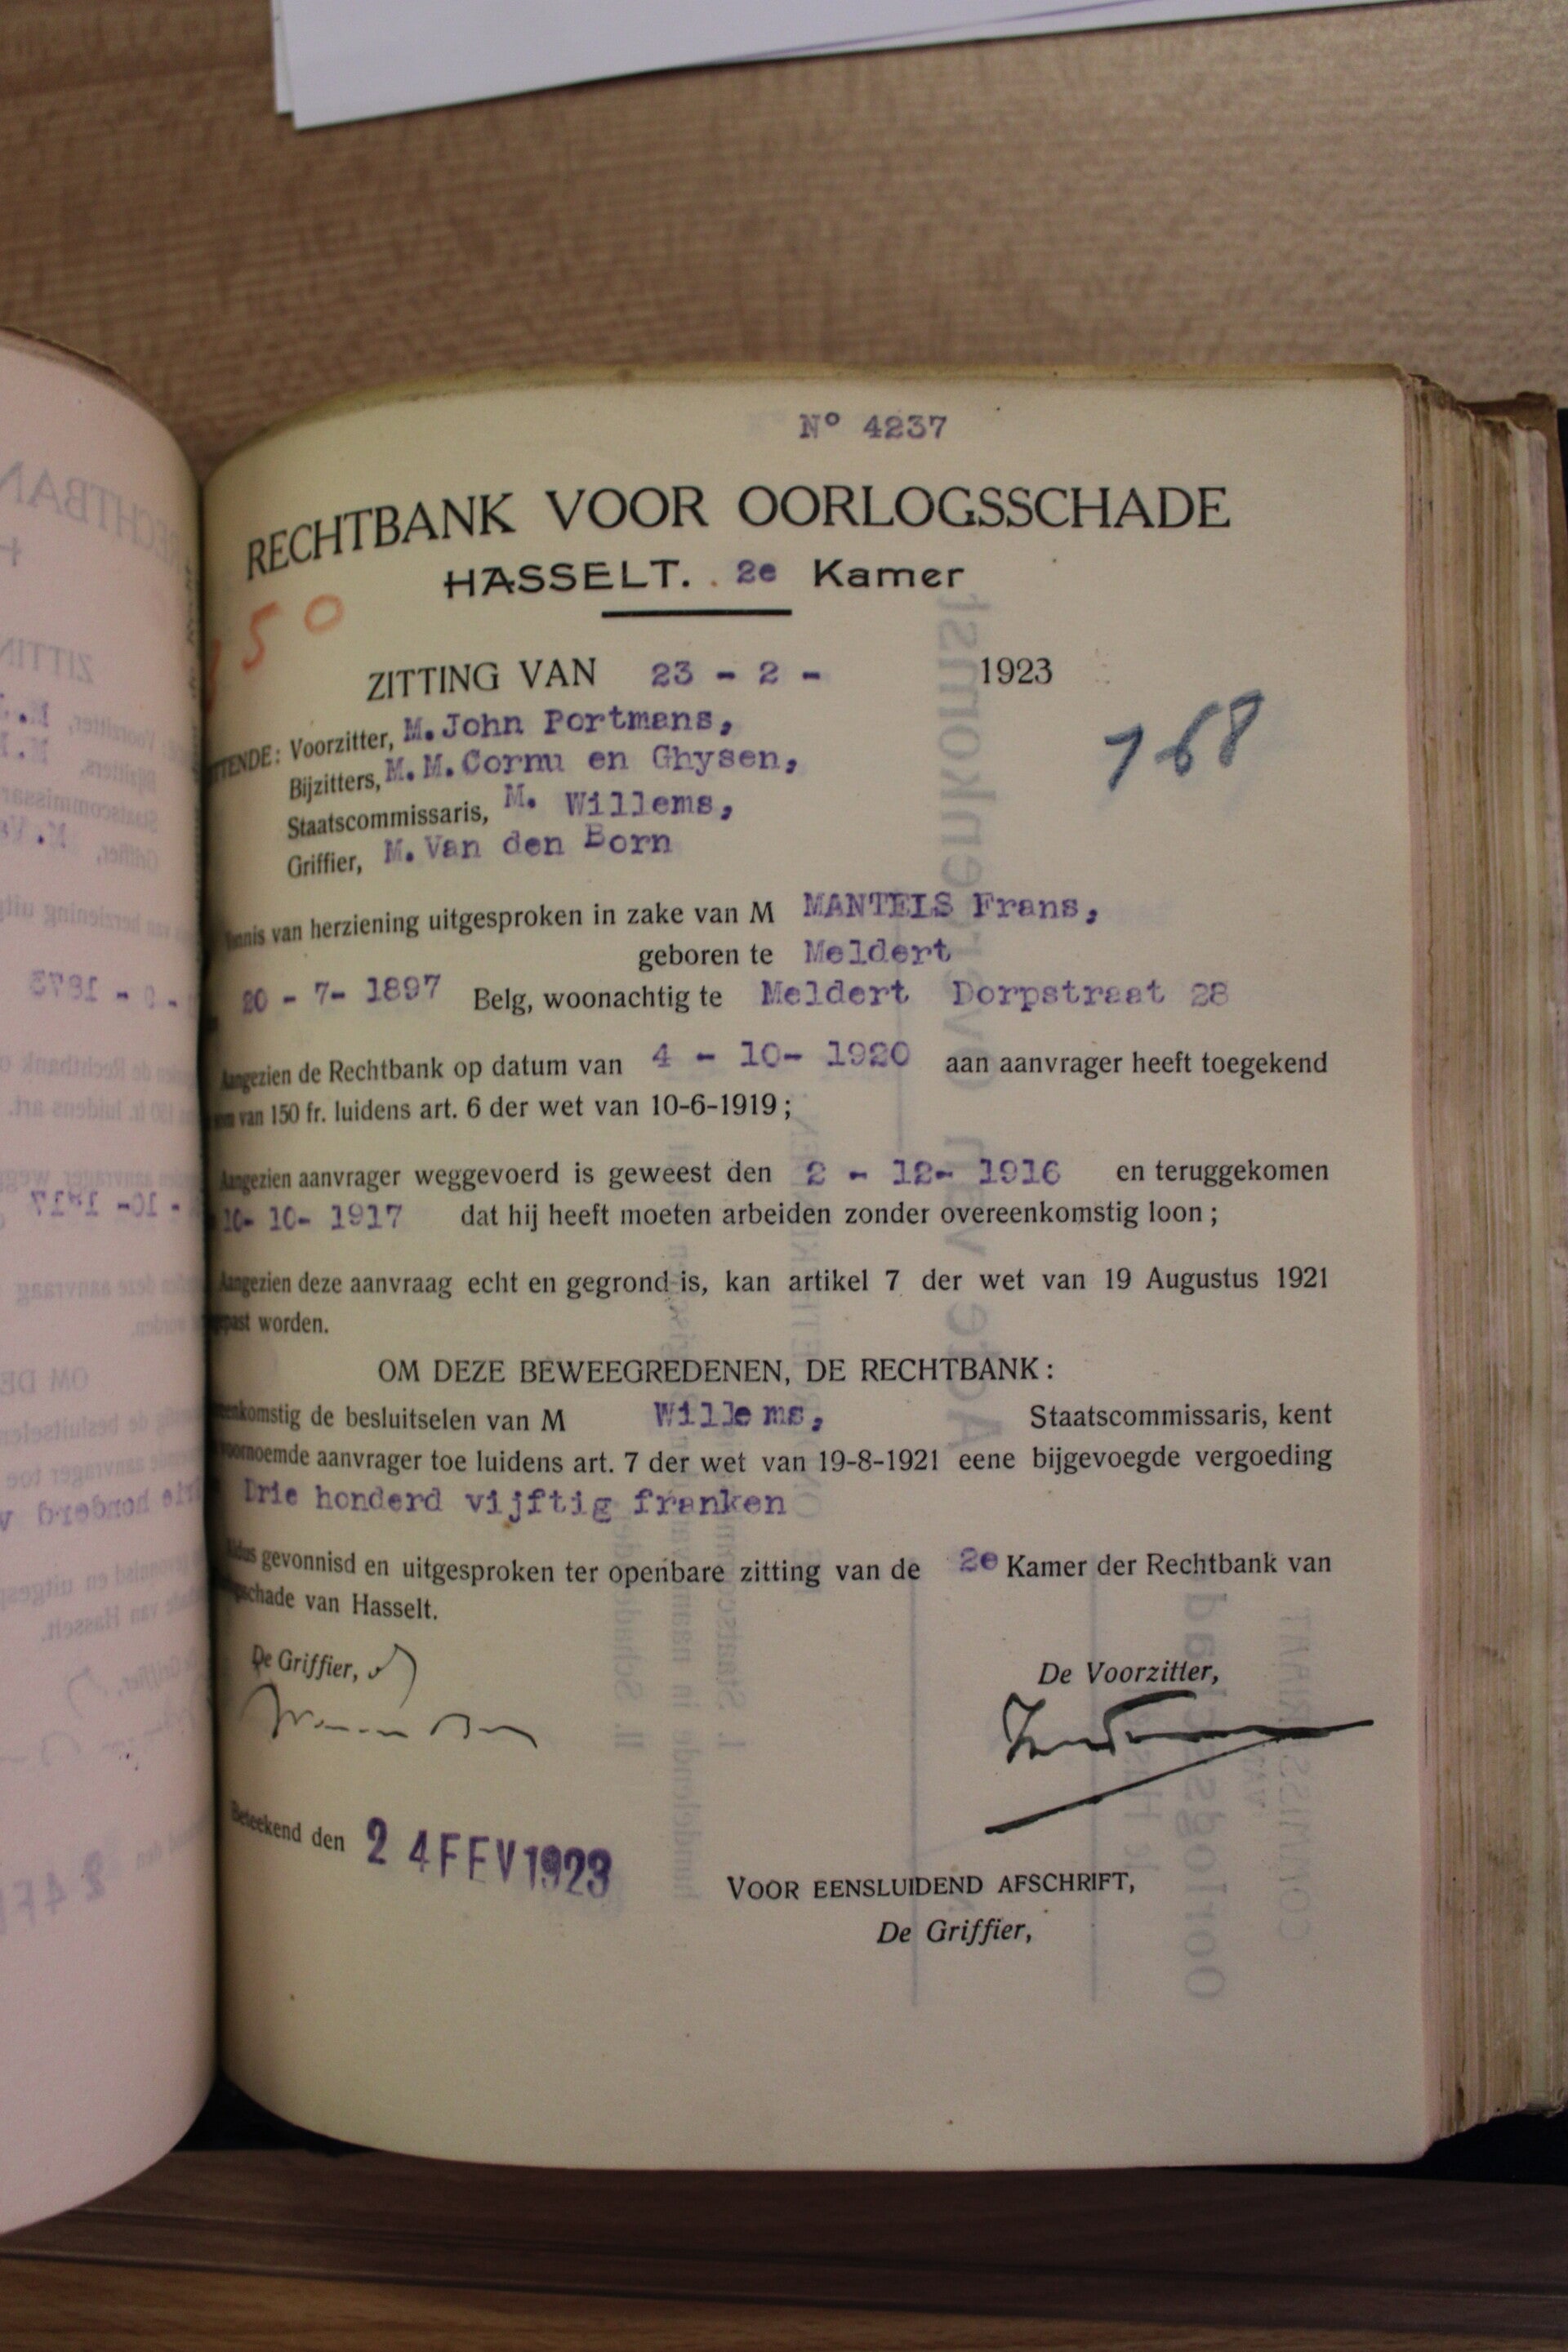 Nº 4237
RECHTBANK VOOR OORLOGSSCHADE
HASSELT. 2e Kamer
50
ZITTING VAN 23 - 2 - 1923
768
TENDE: Voorzitter, M. John Portmans,
Bijzitters, M.M. Cornu en Ghysen,
Staatscommissaris, M. Willems,
Griffier, M. Van den Born
van herziening uitgesproken in zake van M MANTELS Frans,
geboren te Meldert
20 - 7- 1897 Belg, woonachtig te Meldert Dorpstraat 28
Aangezien de Rechtbank op datum van 4 - 10- 1920 aan aanvrager heeft toegekend
van 150 fr. luidens art. 6 der wet van 10-6-1919;
Aangezien aanvrager weggevoerd is geweest den 2 - 12- 1916 en teruggekomen
10- 10- 1917 dat hij heeft moeten arbeiden zonder overeenkomstig loon;
Aangezien deze aanvraag echt en gegrond is, kan artikel 7 der wet van 19 Augustus 1921
past worden.
OM DEZE BEWEEGREDENEN, DE RECHTBANK:
komstig de besluitselen van M Willems, Staatscommissaris, kent
voornoemde aanvrager toe luidens art. 7 der wet van 19-8-1921 eene bijgevoegde vergoeding
Drie honderd vijftig franken
gevonnisd en uitgesproken ter openbare zitting van de 2e Kamer der Rechtbank van
schade van Hasselt.
De Griffier,
De Voorzitter,
Beteekend den 24 FEV 1923
VOOR EENSLUIDEND AFSCHRIFT,
De Griffier,